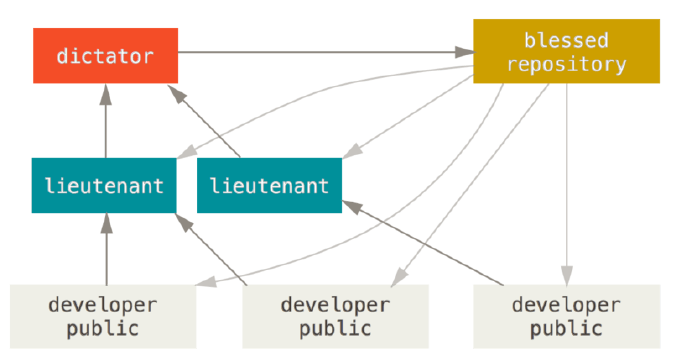 dictator
blessed
repository
lieutenant
lieutenant
developer
public
developer
public
developer
public